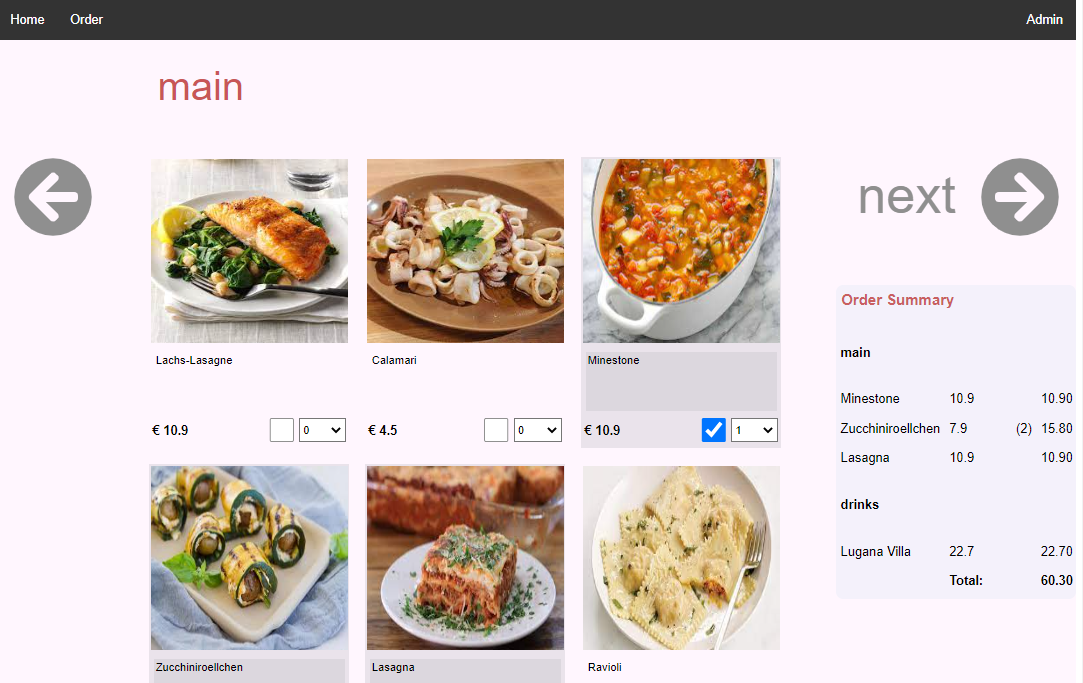 Home Order Admin
main
next
Lachs-Lasagne Calamari Minestone
€ 10.9 0 € 4.5 0 € 10.9 1
Zucchiniroellchen Lasagna Ravioli
Order Summary
main
Minestone 10.9 10.90
Zucchiniroellchen 7.9 (2) 15.80
Lasagna 10.9 10.90
drinks
Lugana Villa 22.7 22.70
Total: 60.30